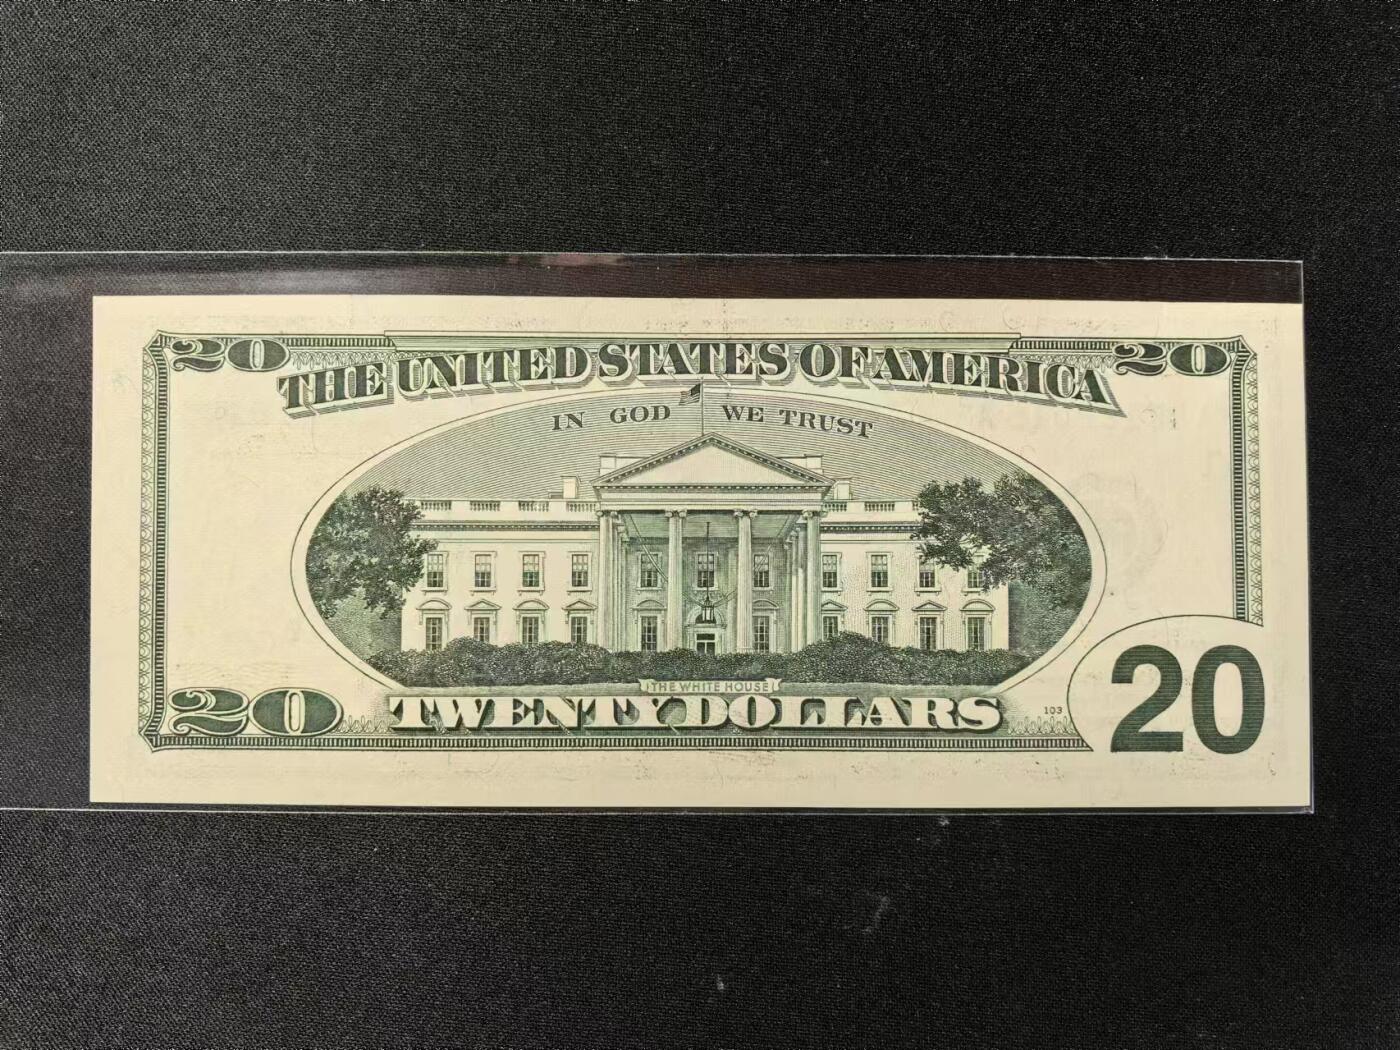 20 20
THE UNITED STATES OF AMERICA
IN GOD WE TRUST
THE WHITE HOUSE
20 TWENTY DOLLARS 103 20